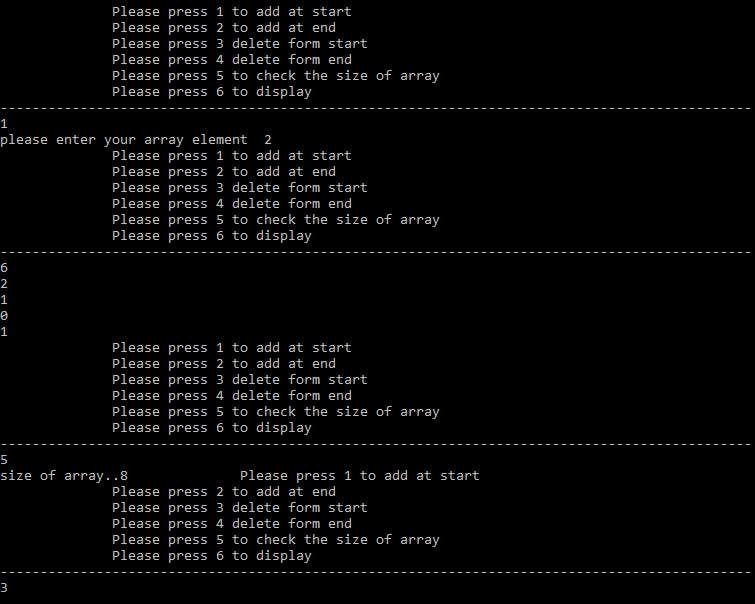 Please press 1 to add at start
Please press 2 to add at end
Please press 3 delete form start
Please press 4 delete form end
Please press 5 to check the size of array
Please press 6 to display
----------------------------------------------------------------------------------------------
1
please enter your array element  2
Please press 1 to add at start
Please press 2 to add at end
Please press 3 delete form start
Please press 4 delete form end
Please press 5 to check the size of array
Please press 6 to display
----------------------------------------------------------------------------------------------
6
2
1
0
1
Please press 1 to add at start
Please press 2 to add at end
Please press 3 delete form start
Please press 4 delete form end
Please press 5 to check the size of array
Please press 6 to display
----------------------------------------------------------------------------------------------
5
size of array..8              Please press 1 to add at start
Please press 2 to add at end
Please press 3 delete form start
Please press 4 delete form end
Please press 5 to check the size of array
Please press 6 to display
----------------------------------------------------------------------------------------------
3